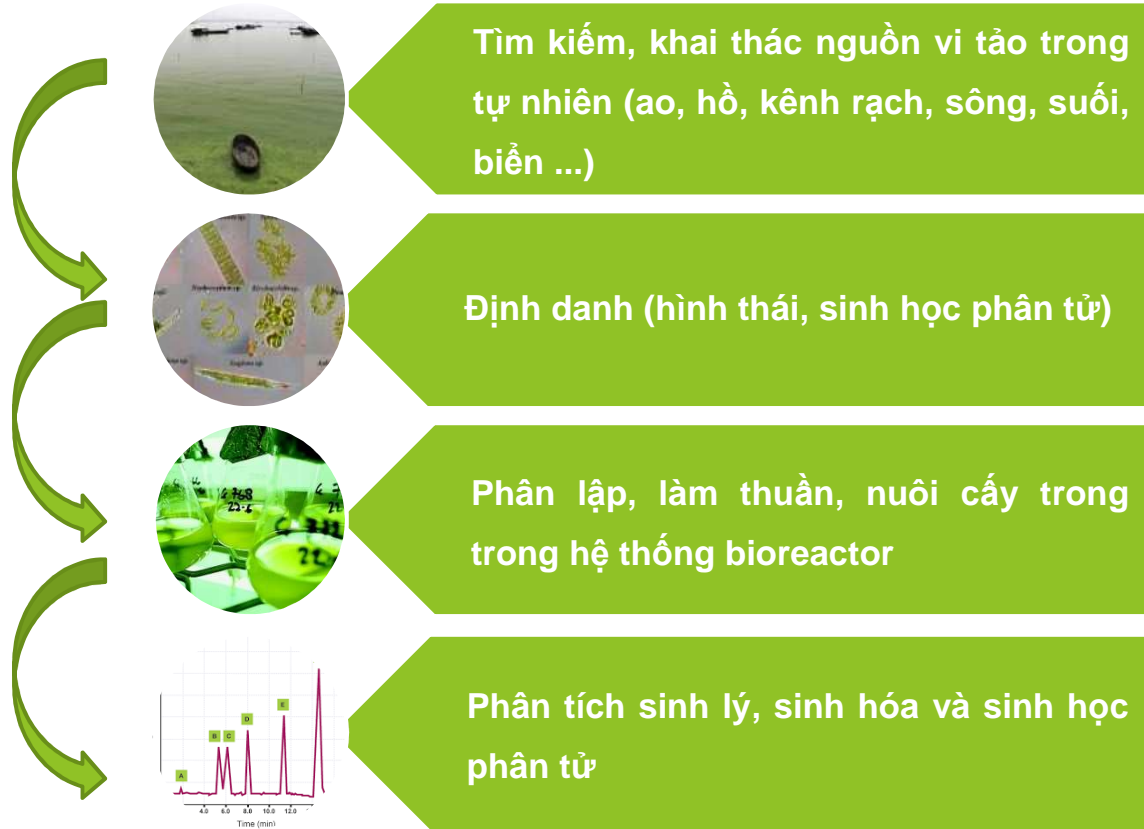 Tìm kiếm, khai thác nguồn vi tảo trong
tự nhiên (ao, hồ, kênh rạch, sông, suối,
biển ...)
Định danh (hình thái, sinh học phân tử)
Phân lập, làm thuần, nuôi cấy trong
trong hệ thống bioreactor
Phân tích sinh lý, sinh hóa và sinh học
phân tử
A
B
C
D
E
4.0 6.0 8.0 10.0 12.0
Time (min)